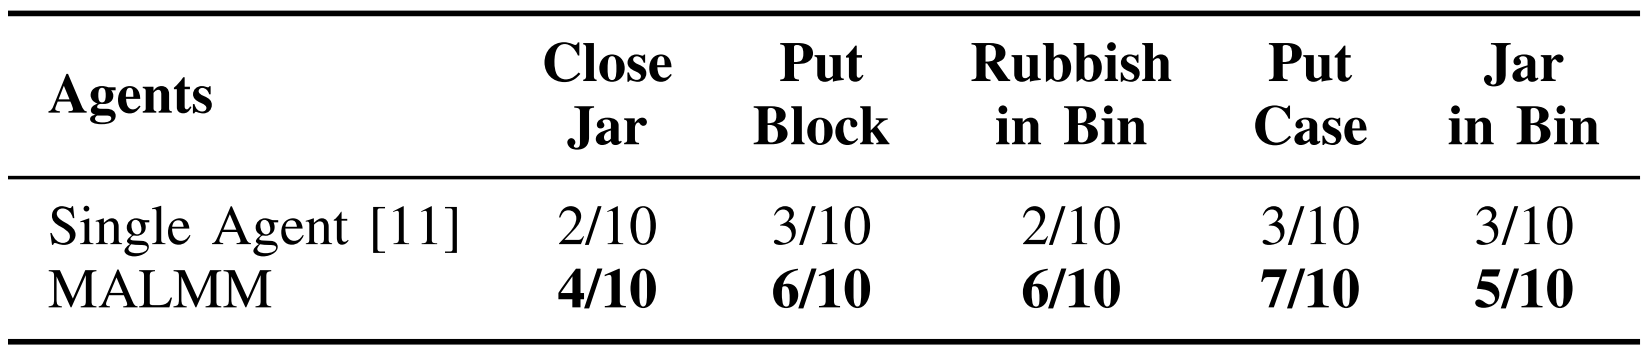 Agents Close Jar Put Block Rubbish in Bin Put Case Jar in Bin
Single Agent [11] 2/10 3/10 2/10 3/10 3/10
MALMM 4/10 6/10 6/10 7/10 5/10